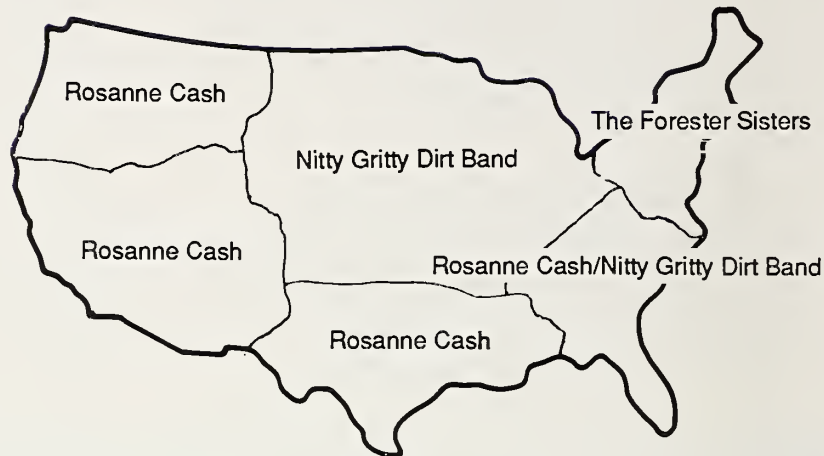 Rosanne Cash
The Forester Sisters
Nitty Gritty Dirt Band
Rosanne Cash
Rosanne Cash/Nitty Gritty Dirt Band
Rosanne Cash